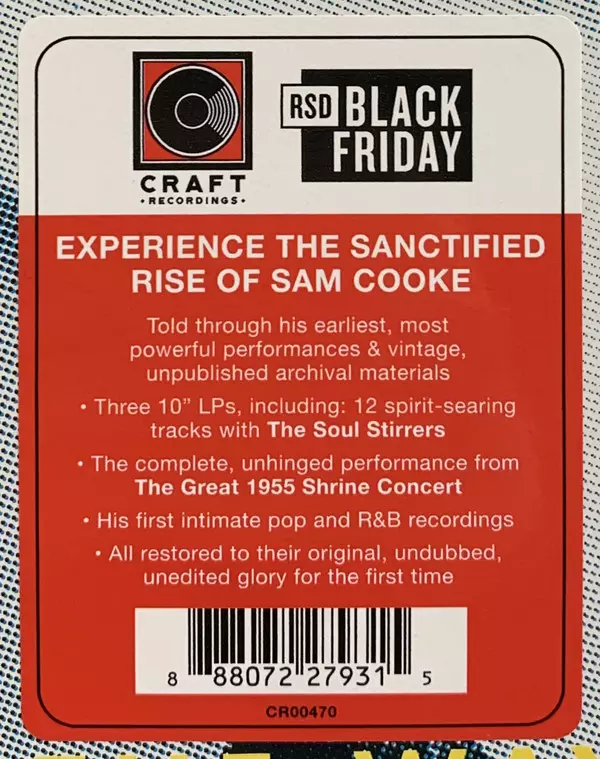 CRAFT
• RECORDINGS •
RSD BLACK
FRIDAY
EXPERIENCE THE SANCTIFIED
RISE OF SAM COOKE
Told through his earliest, most
powerful performances & vintage,
unpublished archival materials
• Three 10” LPs, including: 12 spirit-searing
tracks with The Soul Stirrers
• The complete, unhinged performance from
The Great 1955 Shrine Concert
• His first intimate pop and R&B recordings
• All restored to their original, undubbed,
unedited glory for the first time
8 88072 27931 5
CR00470